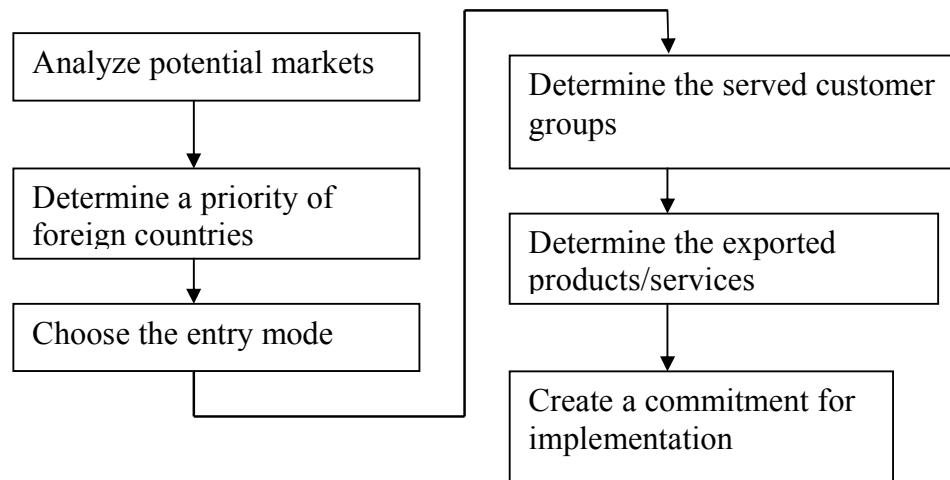 Analyze potential markets
Determine a priority of
foreign countries
Choose the entry mode
Determine the served customer
groups
Determine the exported
products/services
Create a commitment for
implementation